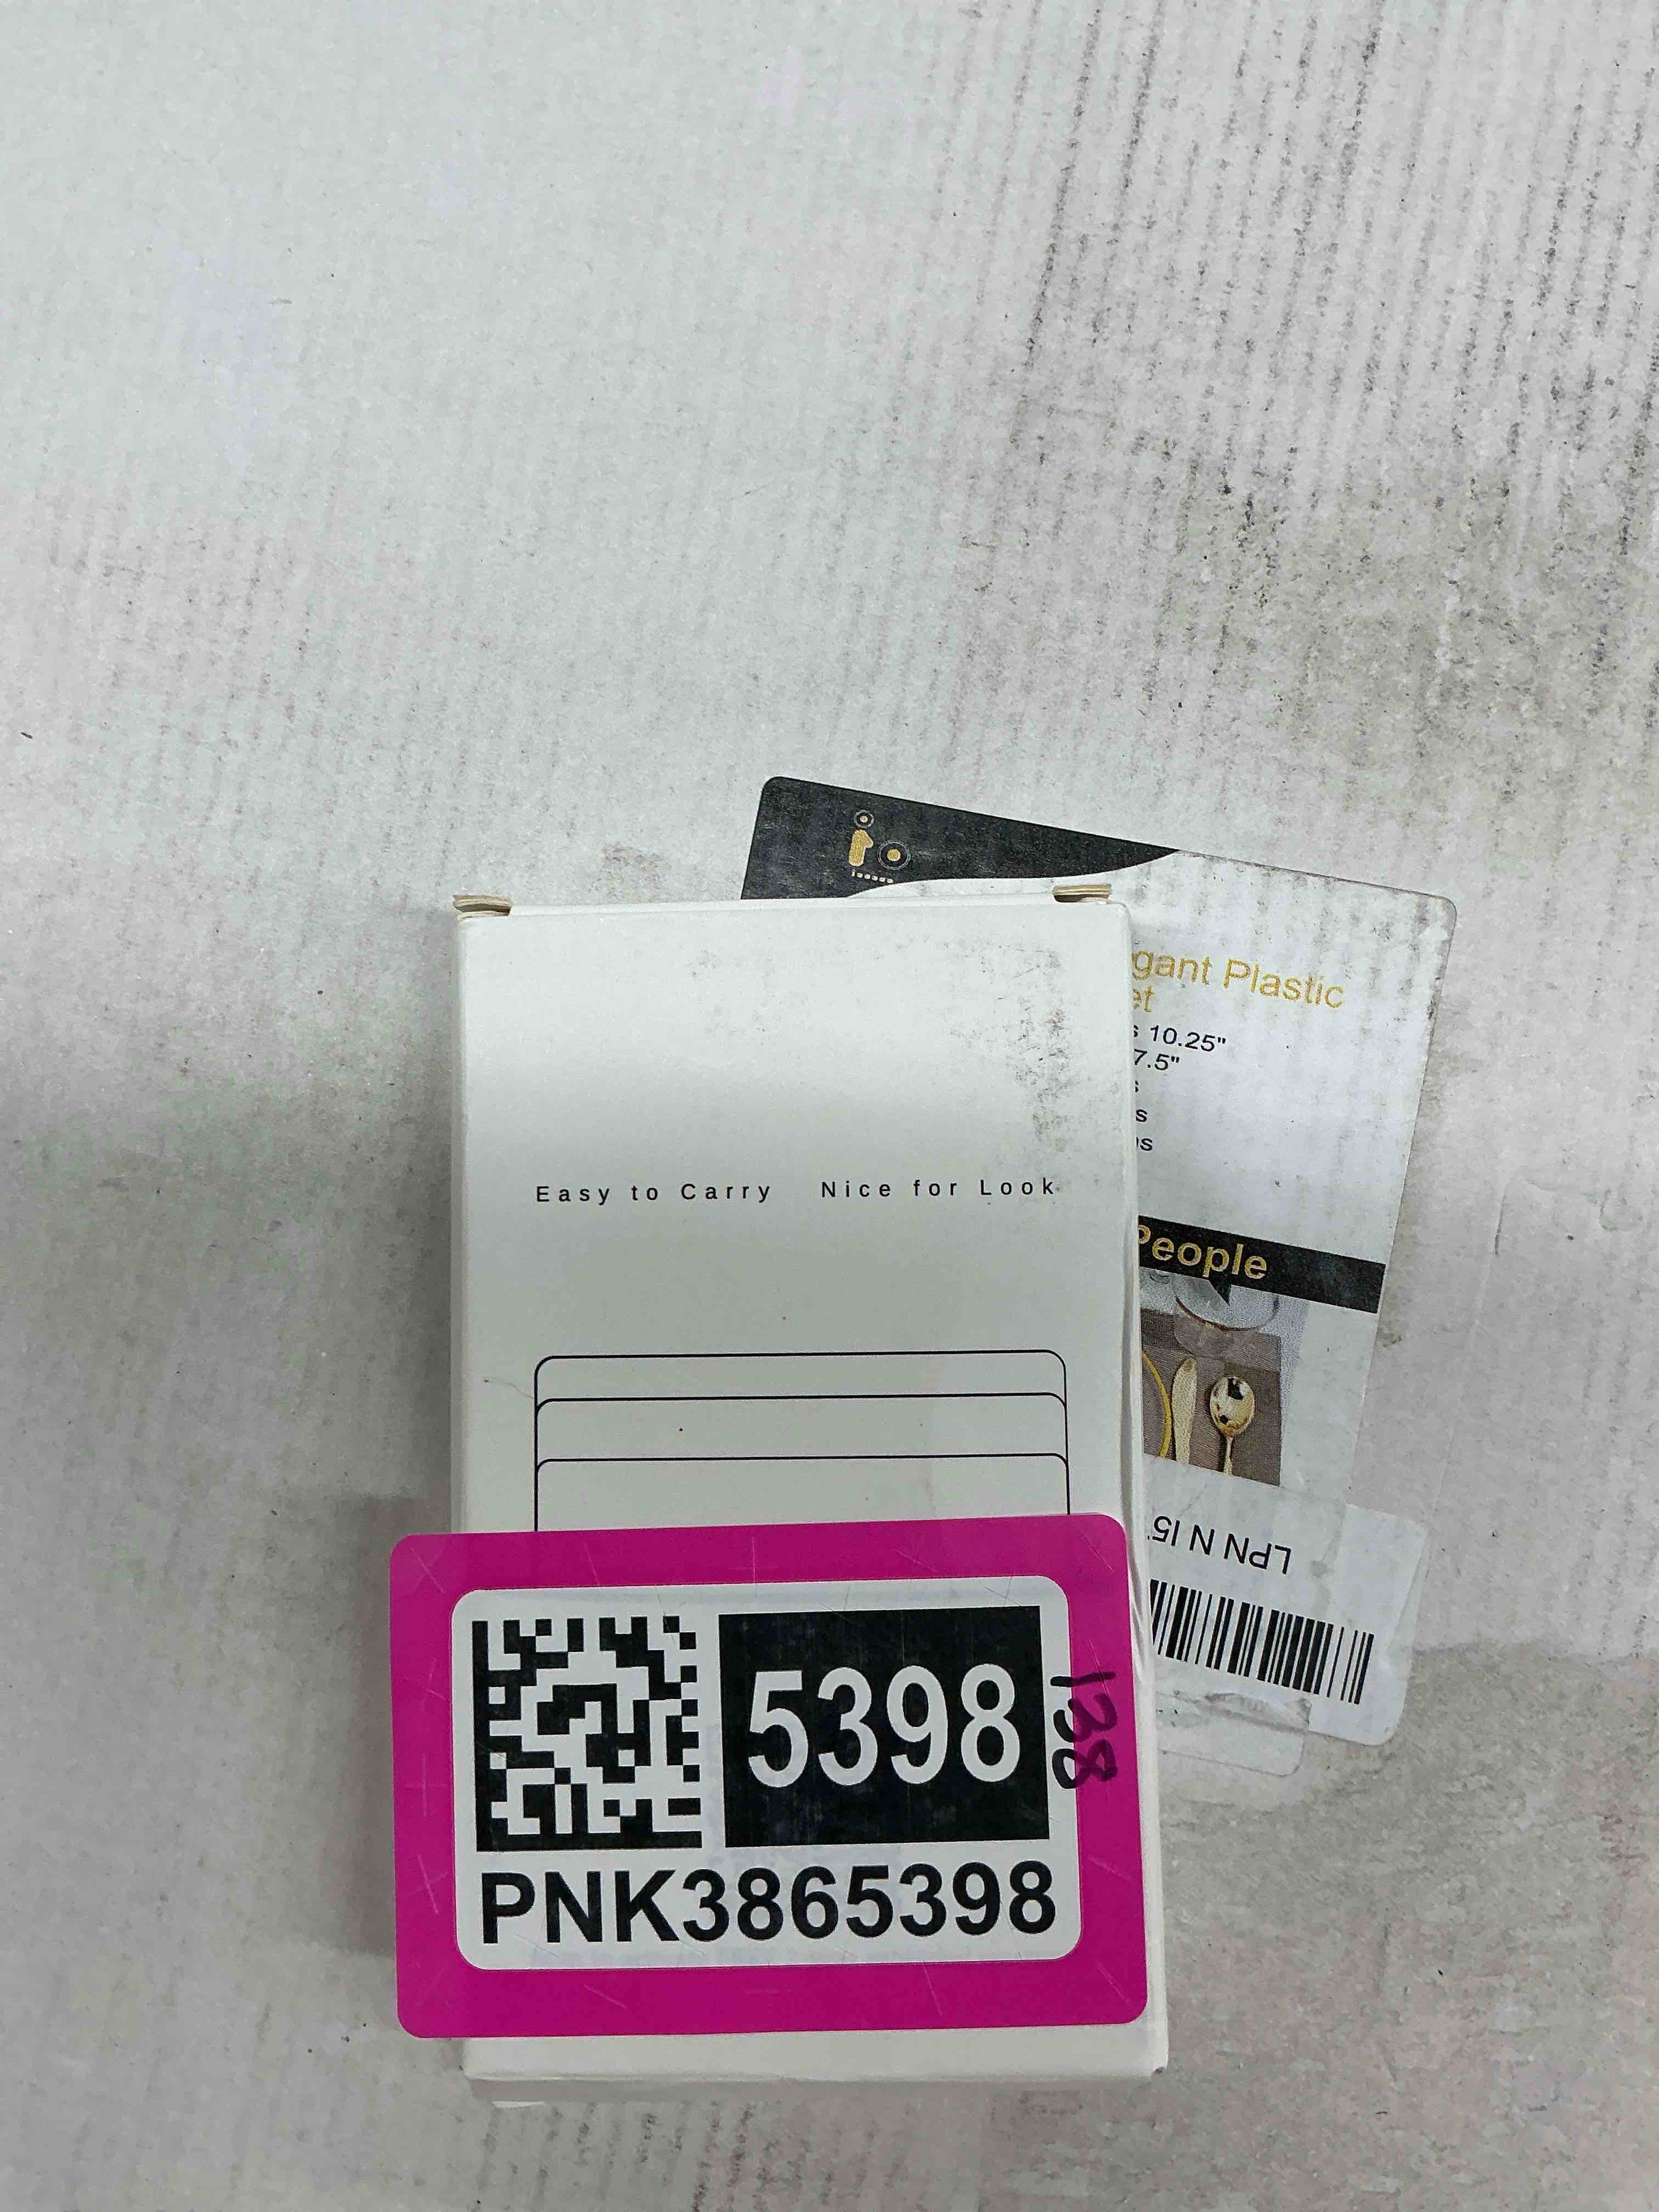 gant Plastic
et
s 10.25"
7.5"
s
s
Easy to Carry Nice for Look
People
LPN N I5
5398
138
PNK3865398